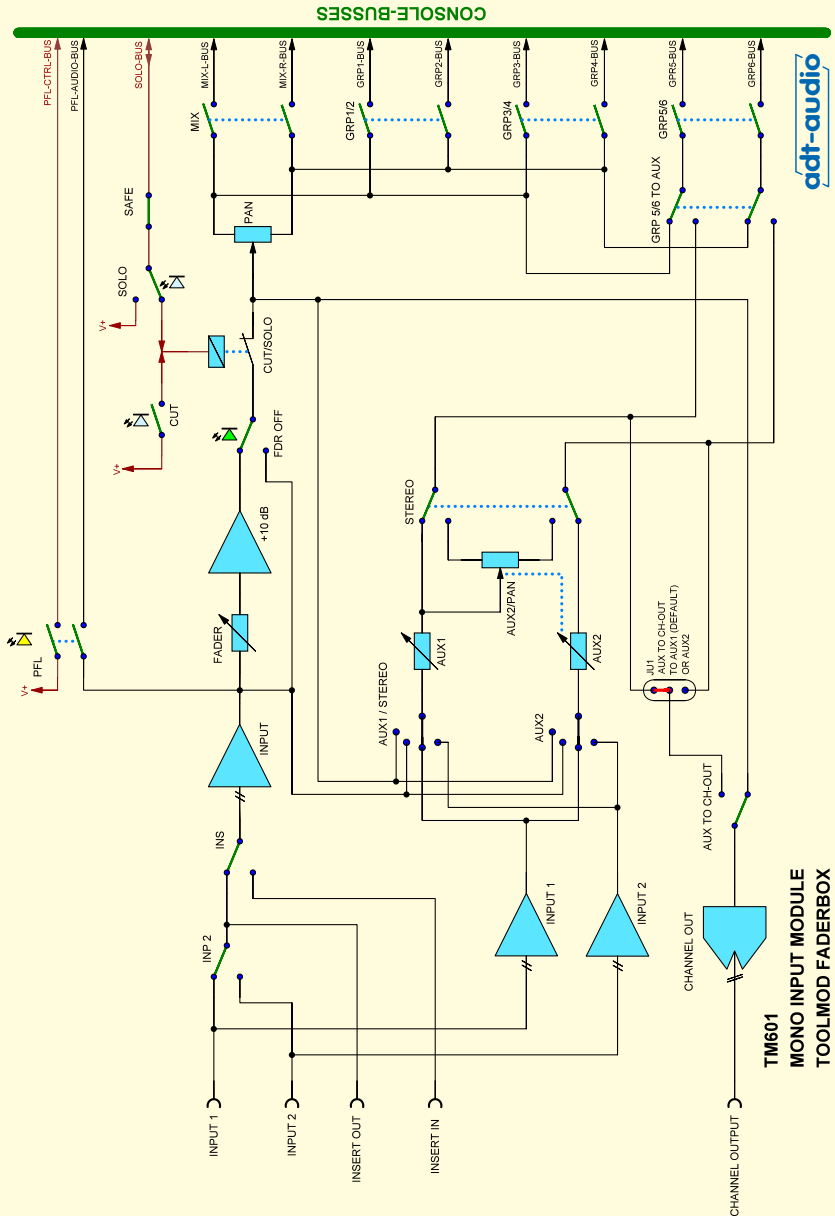 CONSOLE-BUSSES
PFL-CTRL-BUS
PFL-AUDIO-BUS
SOLO-BUS
MIX-L-BUS
MIX-R-BUS
GRP1-BUS
GRP2-BUS
GRP3-BUS
GRP4-BUS
GPR5-BUS
GRP6-BUS
adt-audio
MIX
GRP1/2
GRP3/4
GRP5/6
SAFE
PAN
GRP 5/6 TO AUX
SOLO
V+
CUT/SOLO
CUT
V+
FDR OFF
+10 dB
STEREO
FADER
PFL
V+
AUX2/PAN
AUX1
AUX2
JU1
AUX TO CH-OUT
TO AUX1 (DEFAULT)
OR AUX2
INPUT
AUX1 / STEREO
AUX2
AUX TO CH-OUT
INS
INP 2
INPUT 1
INPUT 2
CHANNEL OUT
INPUT 1
INPUT 2
INSERT OUT
INSERT IN
CHANNEL OUTPUT
TM601
MONO INPUT MODULE
TOOLMOD FADERBOX